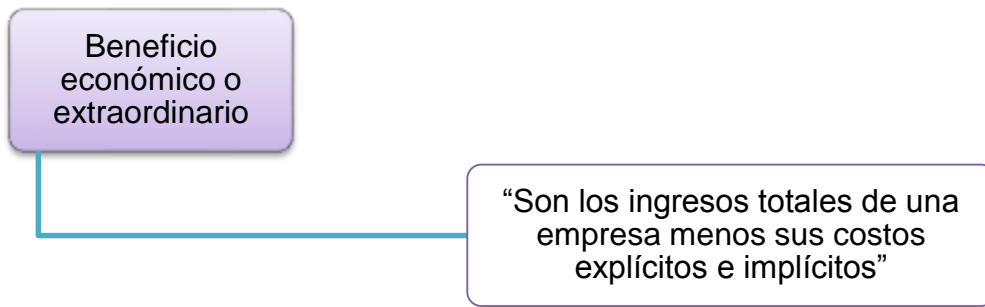 Beneficio
económico o
extraordinario
“Son los ingresos totales de una
empresa menos sus costos
explícitos e implícitos”